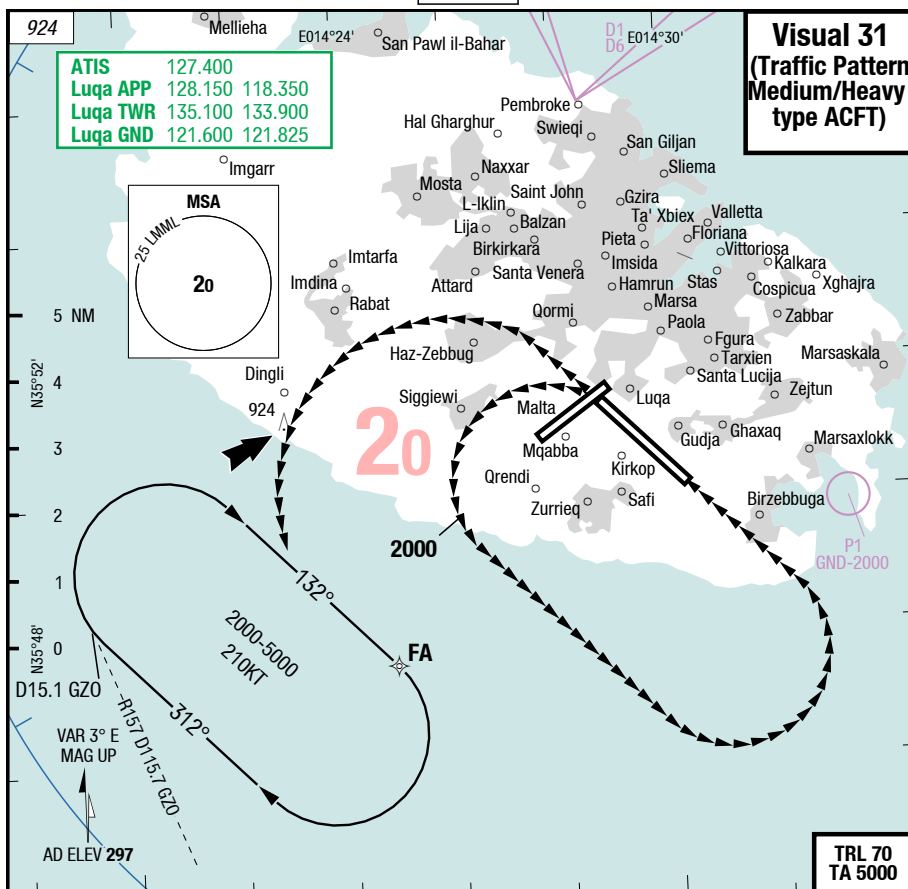 924
Mellieha
E014°24'
San Pawl il-Bahar
D1
D6
E014°30'
Visual 31
(Traffic Pattern
Medium/Heavy
type ACFT)
ATIS 127.400
Luqa APP 128.150 118.350
Luqa TWR 135.100 133.900
Luqa GND 121.600 121.825
Pembroke
Swieqi
Hal Gharghur
San Giljan
Imgarr
Naxxar
Sliema
Mosta
Saint John
L-Iklin
Gzira
MSA
25 LMML
20
Lija
Balzan
Ta' Xbiex
Valletta
Floriana
Birkirkara
Pieta
Vittoriosa
Imtarfa
Imsida
Kalkara
Imdina
Attard
Santa Venera
Stas
Xghajra
Rabat
Hamrun
Cospicua
Marsa
Zabbar
5 NM
Qormi
Paola
Fgura
Haz-Zebbug
Tarxien
Marsaskala
N35°52'
4
Dingli
Santa Lucija
Siggiewi
Malta
Luqa
Zejtun
924
3
20
Gudja
Ghaxaq
Marsaxlokk
Mqabba
Kirkop
Qrendi
Safi
Zurrieq
Birzebbuga
2
2000
P1
GND-2000
1
132°
N35°48'
0
2000-5000
210KT
FA
D15.1 GZO
312°
R157 D115.7 GZO
VAR 3° E
MAG UP
AD ELEV 297
TRL 70
TA 5000